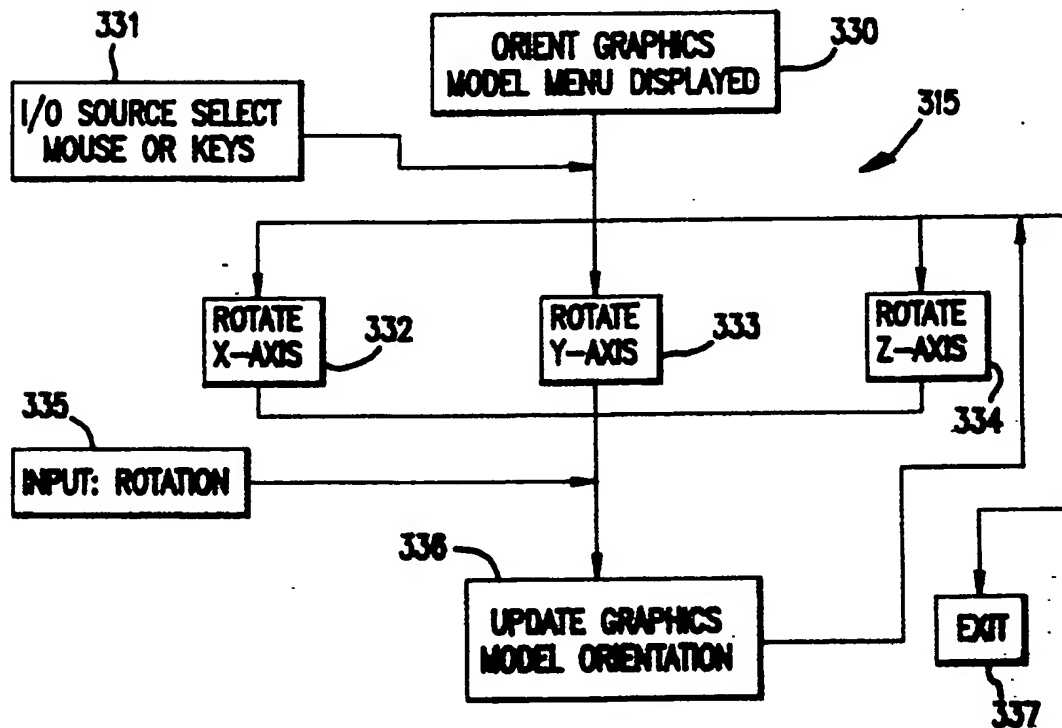 331
I/O SOURCE SELECT
MOUSE OR KEYS
ORIENT GRAPHICS
MODEL MENU DISPLAYED
330
315
ROTATE
X-AXIS
332
ROTATE
Y-AXIS
333
ROTATE
Z-AXIS
334
335
INPUT: ROTATION
336
UPDATE GRAPHICS
MODEL ORIENTATION
EXIT
337